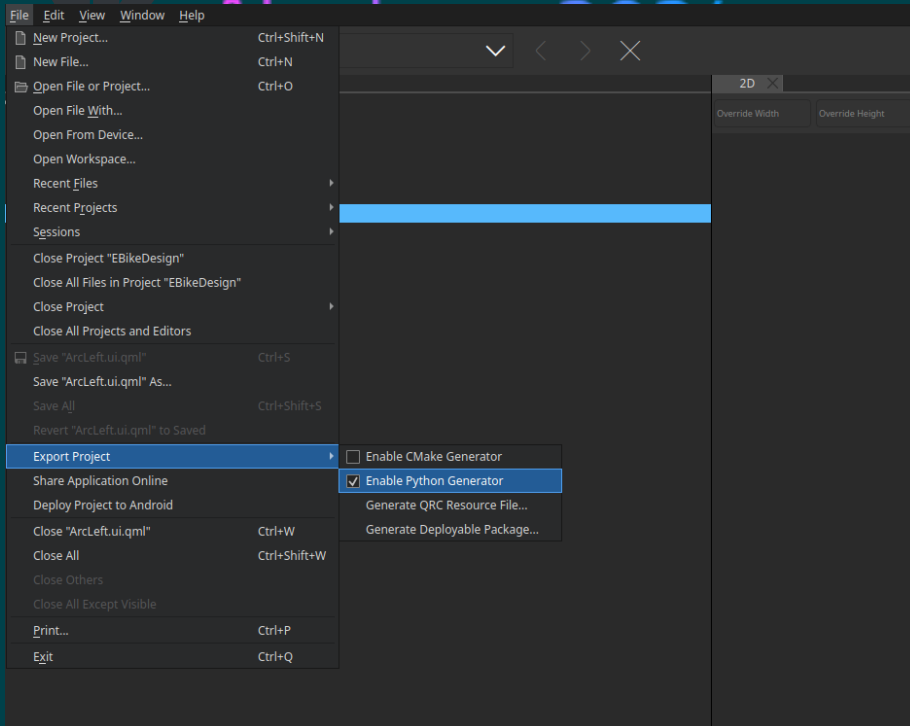 File Edit View Window Help
New Project... Ctrl+Shift+N
New File... Ctrl+N
Open File or Project... Ctrl+O
Open File With...
Open From Device...
Open Workspace...
Recent Files
Recent Projects
Sessions
Close Project "EBikeDesign"
Close All Files in Project "EBikeDesign"
Close Project
Close All Projects and Editors
Save "ArcLeft.ui.qml" Ctrl+S
Save "ArcLeft.ui.qml" As...
Save All Ctrl+Shift+S
Revert "ArcLeft.ui.qml" to Saved
Export Project
Share Application Online
Deploy Project to Android
Close "ArcLeft.ui.qml" Ctrl+W
Close All Ctrl+Shift+W
Close Others
Close All Except Visible
Print... Ctrl+P
Exit Ctrl+Q
Enable CMake Generator
Enable Python Generator
Generate QRC Resource File...
Generate Deployable Package...
2D
Override Width Override Height